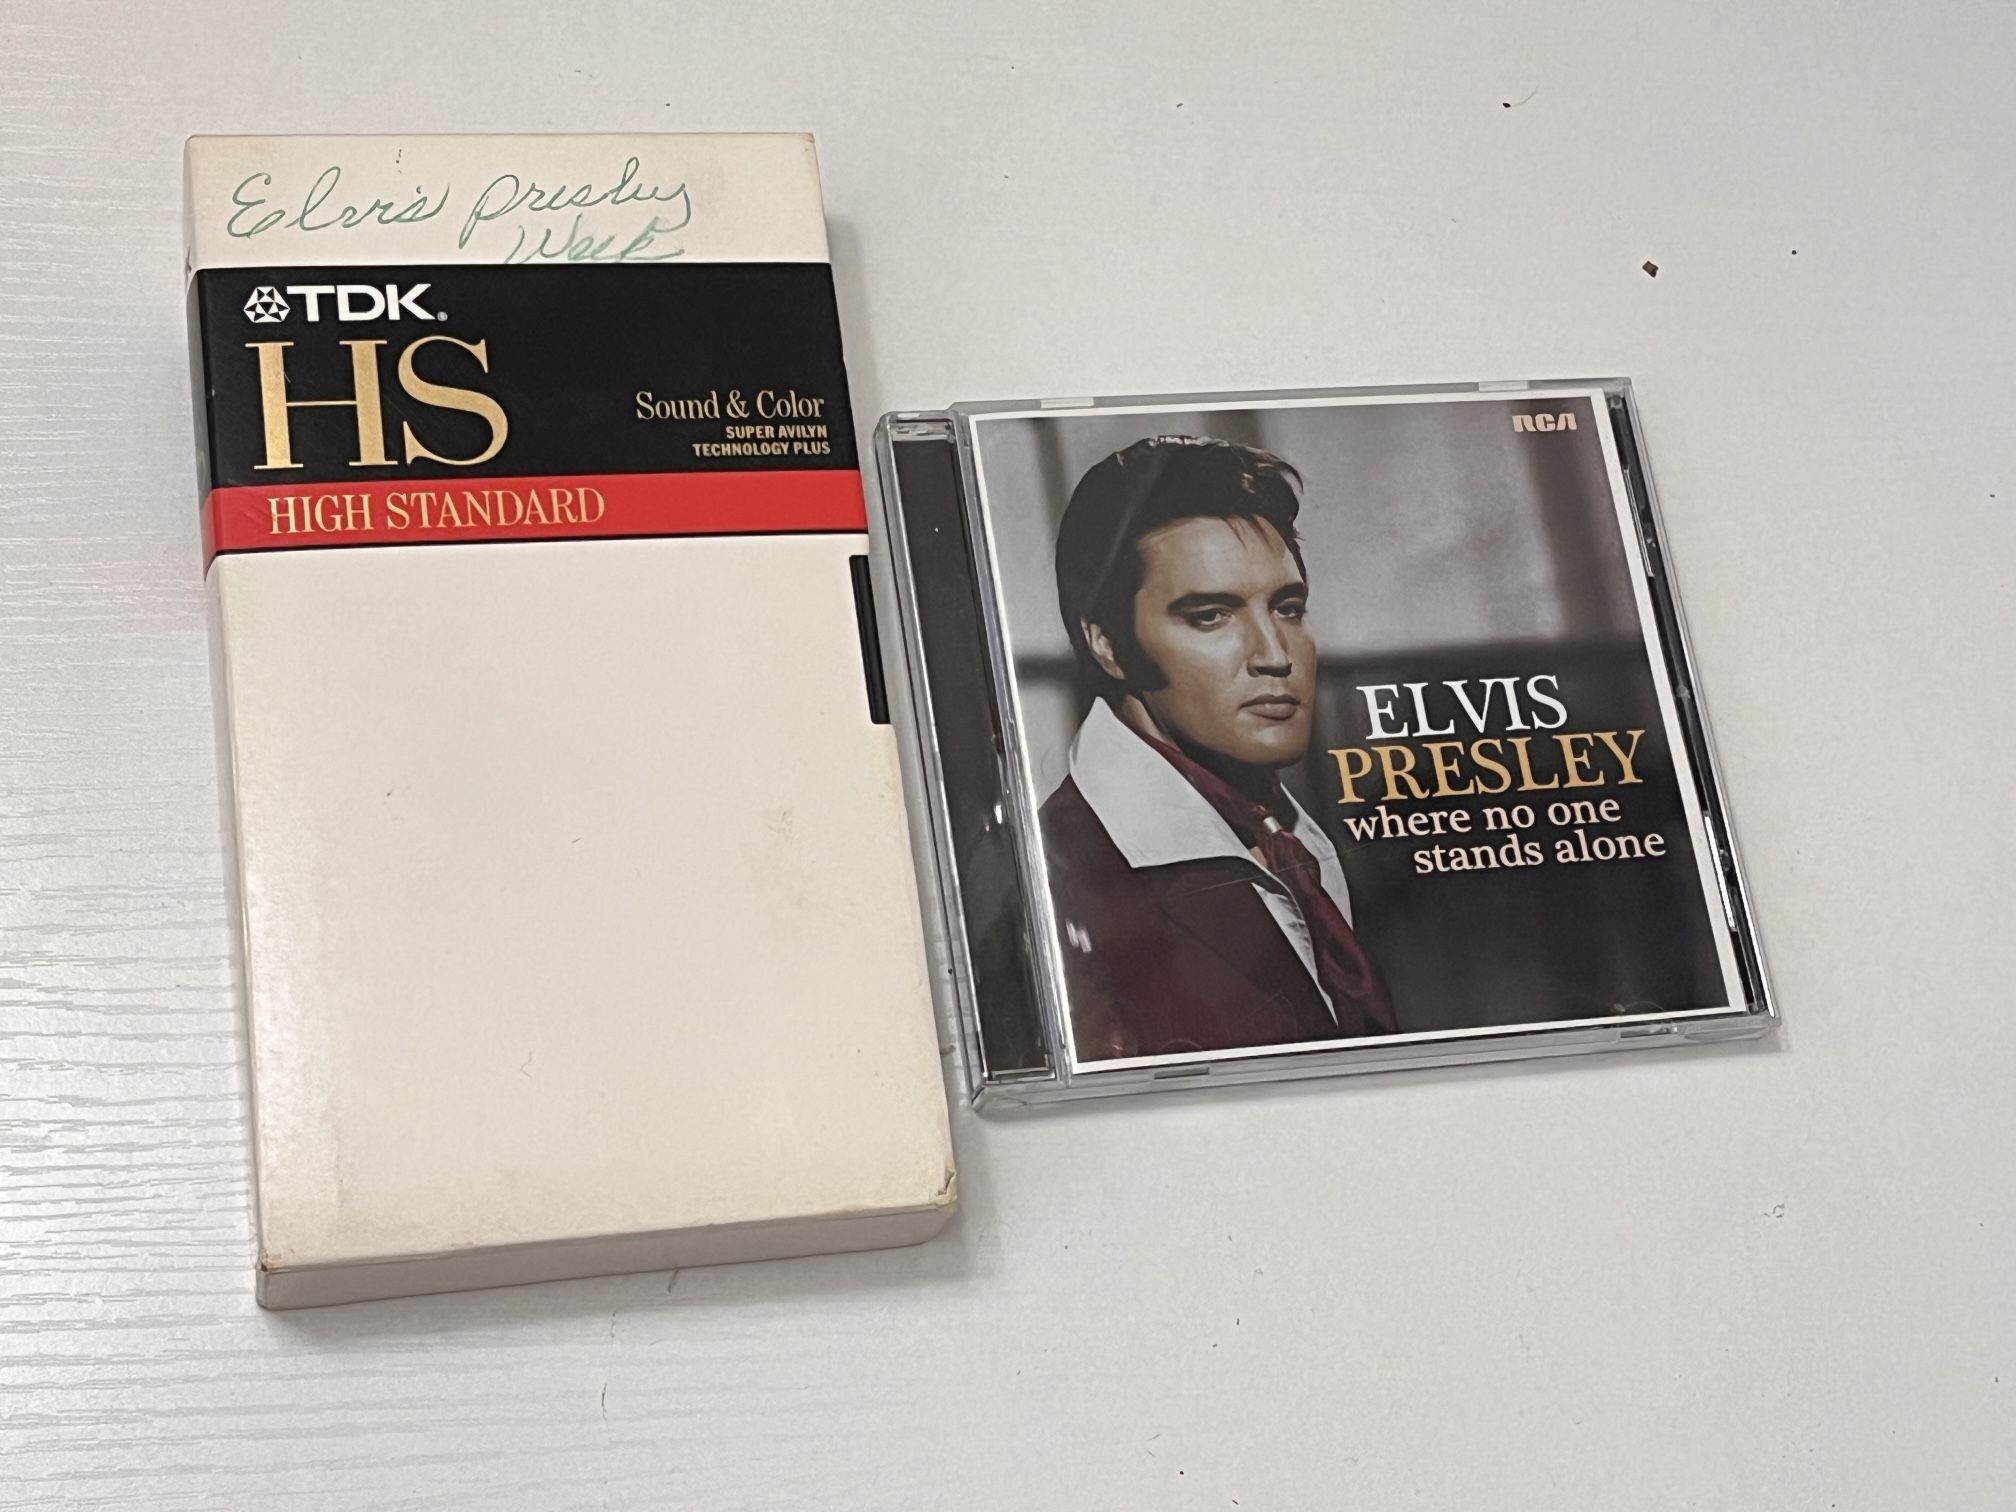 Elvis Presley
Week
TDK
HS
Sound & Color
SUPER AVILYN
TECHNOLOGY PLUS
HIGH STANDARD
RCA
ELVIS
PRESLEY
where no one
stands alone